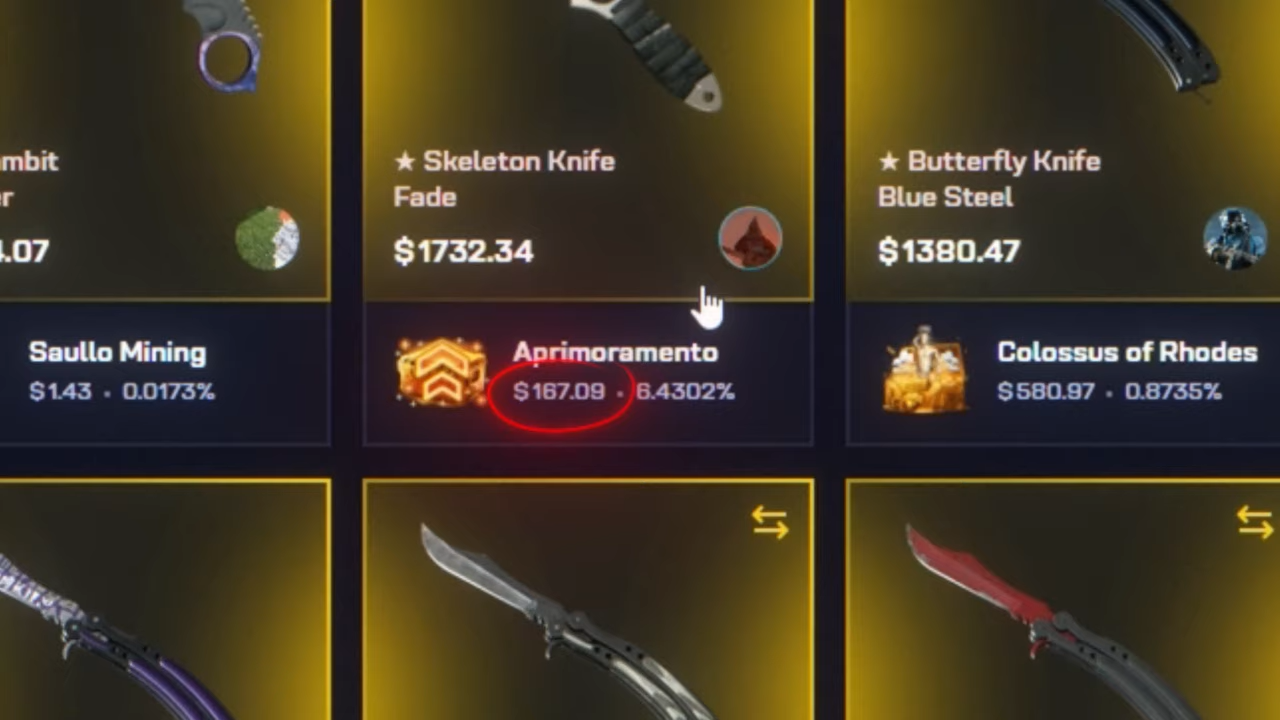 ★ Skeleton Knife
Fade
$1732.34
★ Butterfly Knife
Blue Steel
$1380.47
Saullo Mining
$1.43 • 0.0173%
Aprimoramento
$167.09 • 6.4302%
Colossus of Rhodes
$580.97 • 0.8735%